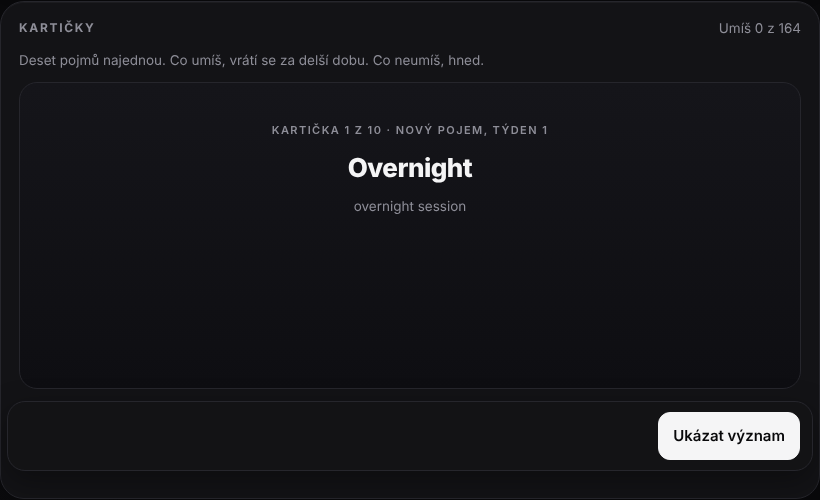 KARTIČKY
Umíš 0 z 164
Deset pojmů najednou. Co umíš, vrátí se za delší dobu. Co neumíš, hned.
KARTIČKA 1 Z 10 · NOVÝ POJEM, TÝDEN 1
Overnight
overnight session
Ukázat význam